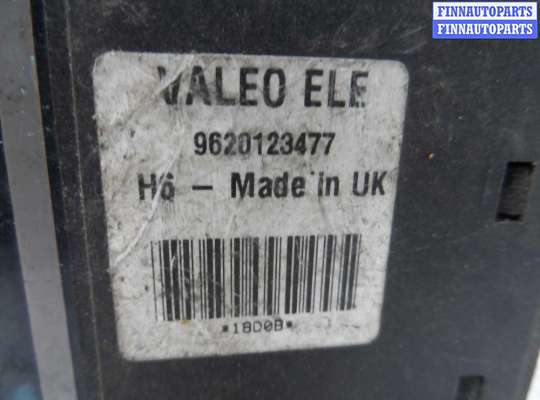 FINNAUTOPARTS
FINNAUTOPARTS
VALEO ELE
9620123477
H6 — Made in UK
*18D0B*